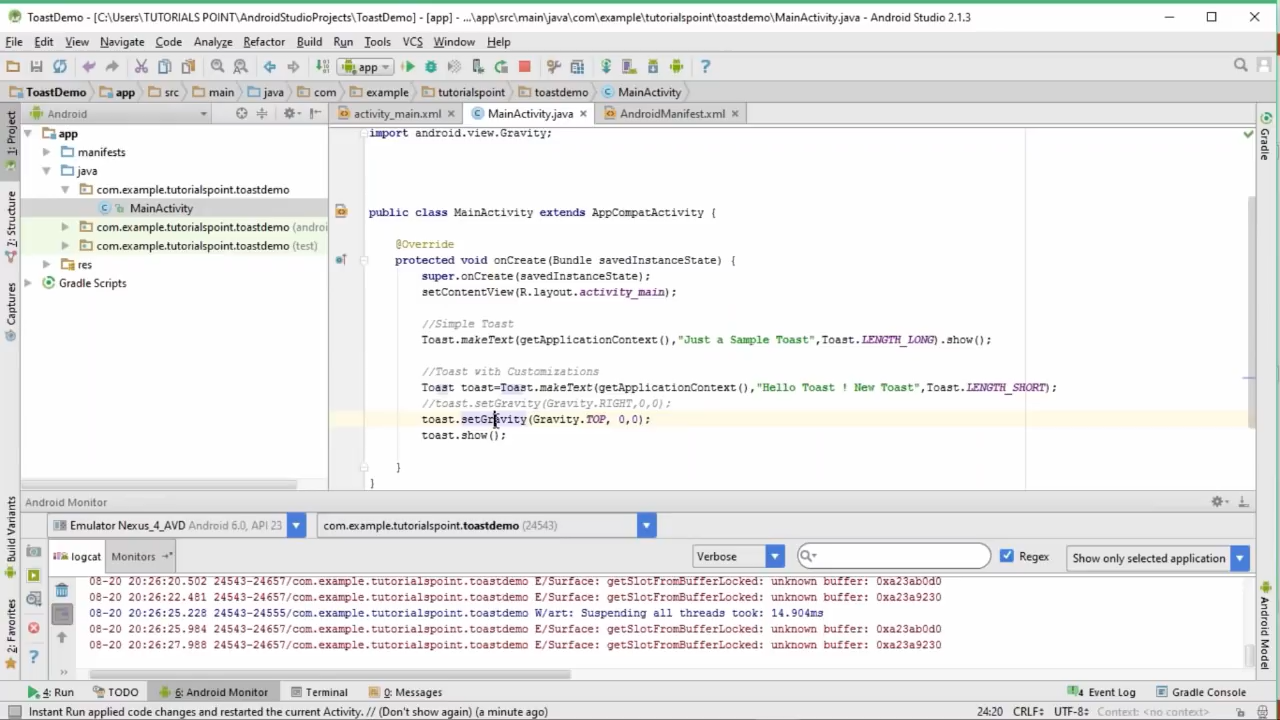 ToastDemo - [C:\Users\TUTORIALS POINT\AndroidStudioProjects\ToastDemo] - [app] - ...\app\src\main\java\com\example\tutorialspoint\toastdemo\MainActivity.java - Android Studio 2.1.3
File Edit View Navigate Code Analyze Refactor Build Run Tools VCS Window Help
app
ToastDemo app src main java com example tutorialspoint toastdemo MainActivity
Android
activity_main.xml MainActivity.java AndroidManifest.xml
1: Project
Z: Structure
Captures
Build Variants
2: Favorites
app
manifests
java
com.example.tutorialspoint.toastdemo
MainActivity
com.example.tutorialspoint.toastdemo (androi
com.example.tutorialspoint.toastdemo (test)
res
Gradle Scripts
import android.view.Gravity;
public class MainActivity extends AppCompatActivity {
@Override
protected void onCreate(Bundle savedInstanceState) {
super.onCreate(savedInstanceState);
setContentView(R.layout.activity_main);
//Simple Toast
Toast.makeText(getApplicationContext(),"Just a Sample Toast",Toast.LENGTH_LONG).show();
//Toast with Customizations
Toast toast=Toast.makeText(getApplicationContext(),"Hello Toast ! New Toast",Toast.LENGTH_SHORT);
//toast.setGravity(Gravity.RIGHT,0,0);
toast.setGravity(Gravity.TOP, 0,0);
toast.show();
}
}
Gradle
Android Model
Android Monitor
Emulator Nexus_4_AVD Android 6.0, API 23 com.example.tutorialspoint.toastdemo (24543)
logcat Monitors Verbose Regex Show only selected application
08-20 20:26:20.502 24543-24657/com.example.tutorialspoint.toastdemo E/Surface: getSlotFromBufferLocked: unknown buffer: 0xa23ab0d0
08-20 20:26:22.481 24543-24657/com.example.tutorialspoint.toastdemo E/Surface: getSlotFromBufferLocked: unknown buffer: 0xa23a9230
08-20 20:26:25.228 24543-24555/com.example.tutorialspoint.toastdemo W/art: Suspending all threads took: 14.904ms
08-20 20:26:25.984 24543-24657/com.example.tutorialspoint.toastdemo E/Surface: getSlotFromBufferLocked: unknown buffer: 0xa23ab0d0
08-20 20:26:27.988 24543-24657/com.example.tutorialspoint.toastdemo E/Surface: getSlotFromBufferLocked: unknown buffer: 0xa23a9230
4: Run TODO 6: Android Monitor Terminal 0: Messages 4 Event Log Gradle Console
Instant Run applied code changes and restarted the current Activity. // (Don't show again) (a minute ago) 24:20 CRLF÷ UTF-8÷ Context: <no context>